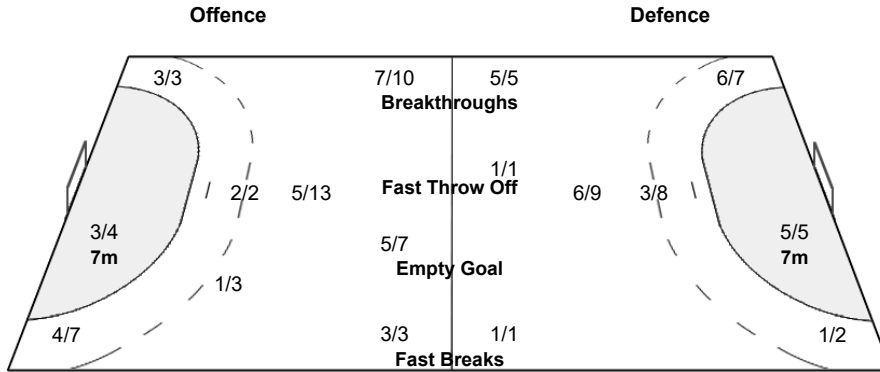 Offence Defence
3/3 7/10 5/5 6/7
Breakthroughs
1/1
2/2 5/13 Fast Throw Off 6/9 3/8
3/4 5/5
7m 7m
5/7
Empty Goal
1/3
4/7 3/3 1/1 1/2
Fast Breaks